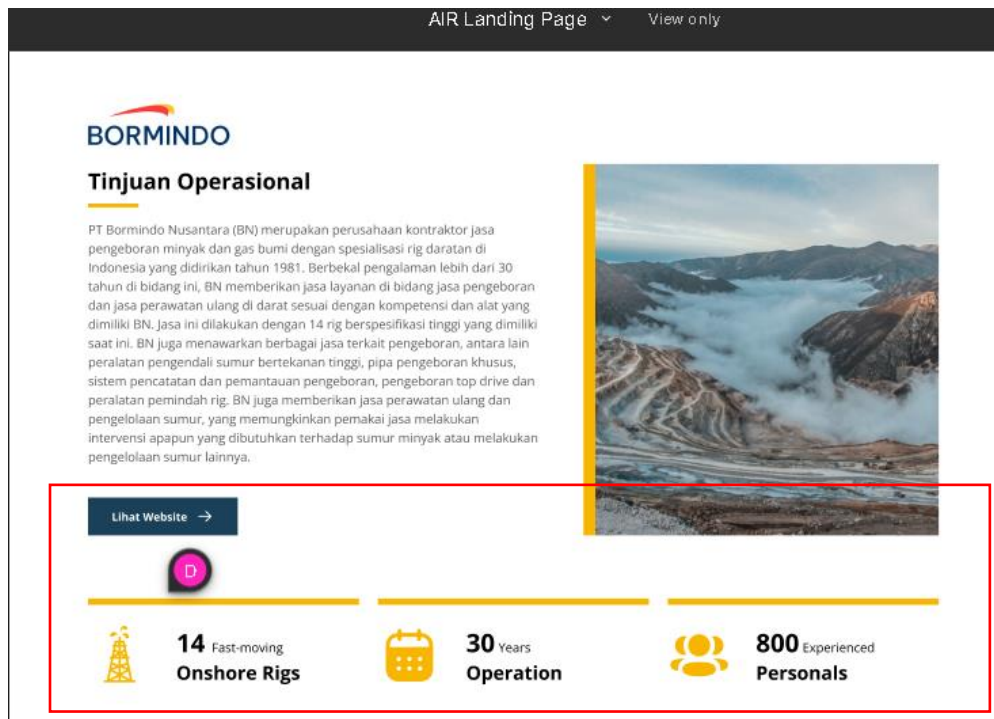 AIR Landing Page
View only
BORMINDO
Tinjuan Operasional
PT Bormindo Nusantara (BN) merupakan perusahaan kontraktor jasa
pengeboran minyak dan gas bumi dengan spesialisasi rig daratan di
Indonesia yang didirikan tahun 1981. Berbekal pengalaman lebih dari 30
tahun di bidang ini, BN memberikan jasa layanan di bidang jasa pengeboran
dan jasa perawatan ulang di darat sesuai dengan kompetensi dan alat yang
dimiliki BN. Jasa ini dilakukan dengan 14 rig berspesifikasi tinggi yang dimiliki
saat ini. BN juga menawarkan berbagai jasa terkait pengeboran, antara lain
peralatan pengendali sumur bertekanan tinggi, pipa pengeboran khusus,
sistem pencatatan dan pemantauan pengeboran, pengeboran top drive dan
peralatan pemindah rig. BN juga memberikan jasa perawatan ulang dan
pengelolaan sumur, yang memungkinkan pemakai jasa melakukan
intervensi apapun yang dibutuhkan terhadap sumur minyak atau melakukan
pengelolaan sumur lainnya.
Lihat Website →
D
14 Fast-moving
Onshore Rigs
30 Years
Operation
800 Experienced
Personals